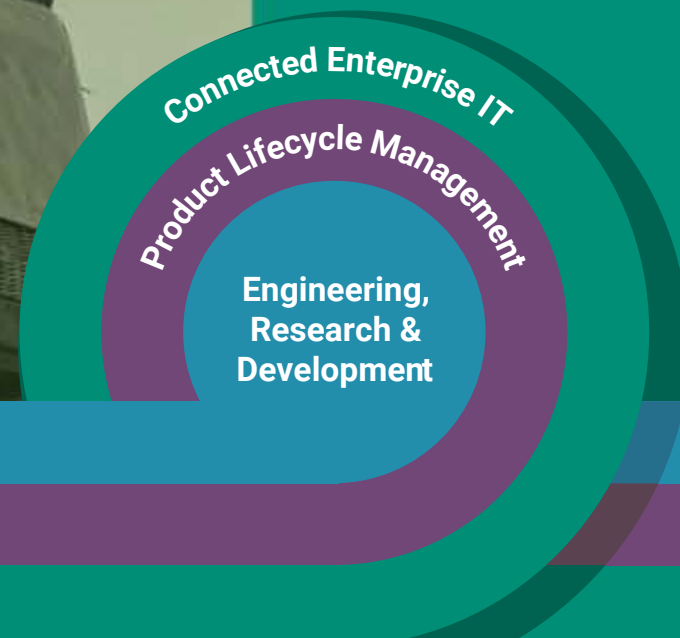 Connected Enterprise IT
Product Lifecycle Management
Engineering,
Research &
Development